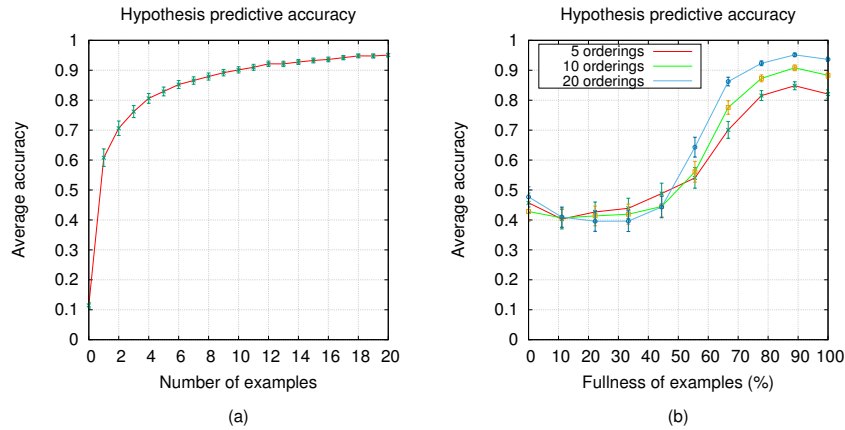 Hypothesis predictive accuracy
1
0.9
0.8
0.7
0.6
0.5
0.4
0.3
0.2
0.1
0
Average accuracy
0 2 4 6 8 10 12 14 16 18 20
Number of examples
(a)
Hypothesis predictive accuracy
5 orderings
10 orderings
20 orderings
1
0.9
0.8
0.7
0.6
0.5
0.4
0.3
0.2
0.1
0
Average accuracy
0 10 20 30 40 50 60 70 80 90 100
Fullness of examples (%)
(b)